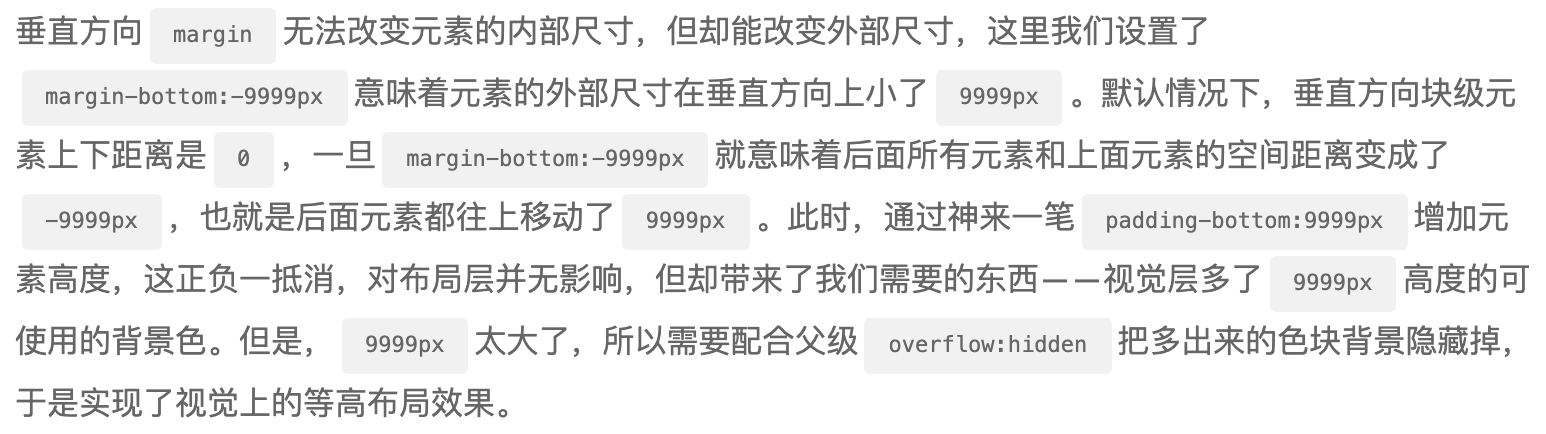 垂直方向 margin 无法改变元素的内部尺寸，但却能改变外部尺寸，这里我们设置了
margin-bottom:-9999px 意味着元素的外部尺寸在垂直方向上小了 9999px 。默认情况下，垂直方向块级元
素上下距离是 0 ，一旦 margin-bottom:-9999px 就意味着后面所有元素和上面元素的空间距离变成了
-9999px ，也就是后面元素都往上移动了 9999px 。此时，通过神来一笔 padding-bottom:9999px 增加元
素高度，这正负一抵消，对布局层并无影响，但却带来了我们需要的东西——视觉层多了 9999px 高度的可
使用的背景色。但是， 9999px 太大了，所以需要配合父级 overflow:hidden 把多出来的色块背景隐藏掉，
于是实现了视觉上的等高布局效果。